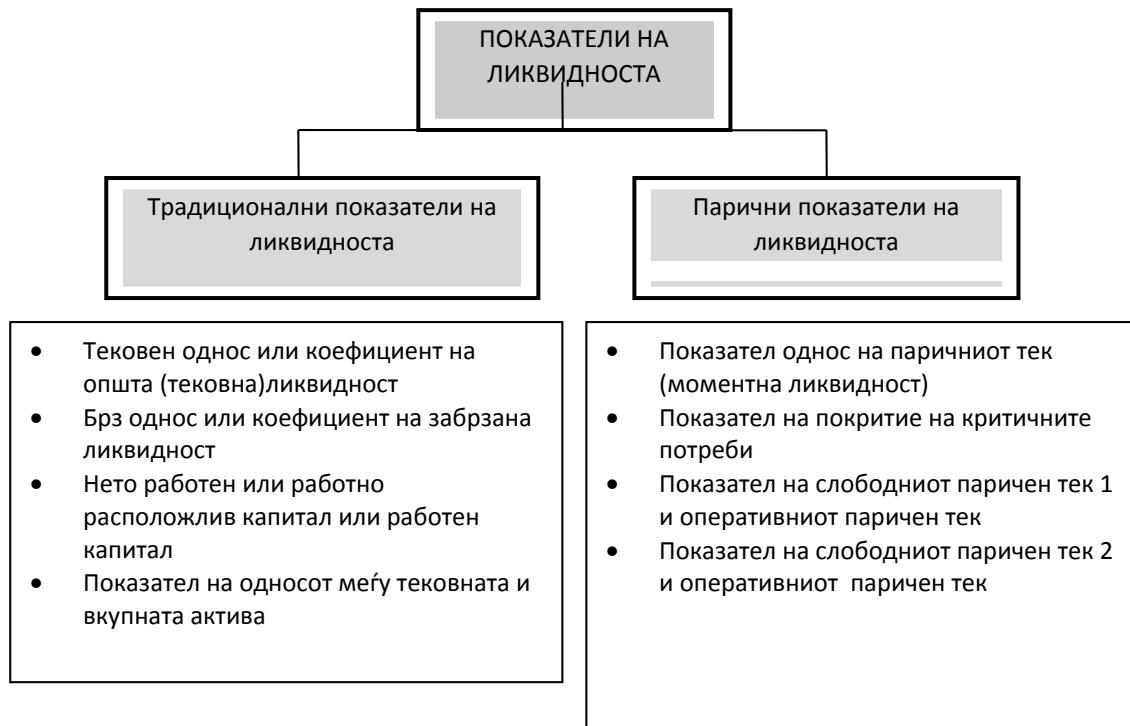 ПОКАЗАТЕЛИ НА
ЛИКВИДНОСТА
Традиционални показатели на
ликвидноста
Парични показатели на
ликвидноста
• Тековен однос или коефициент на
општа (тековна)ликвидност
• Брз однос или коефициент на забрзана
ликвидност
• Нето работен или работно
расположлив капитал или работен
капитал
• Показател на односот меѓу тековната и
вкупната актива
• Показател однос на паричниот тек
(моментна ликвидност)
• Показател на покритие на критичните
потреби
• Показател на слободниот паричен тек 1
и оперативниот паричен тек
• Показател на слободниот паричен тек 2
и оперативниот  паричен тек